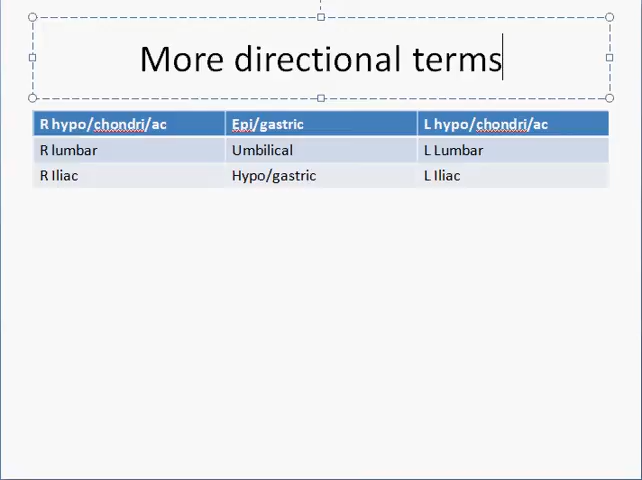 More directional terms
R hypo/chondri/ac Epi/gastric L hypo/chondri/ac
R lumbar Umbilical L Lumbar
R Iliac Hypo/gastric L Iliac